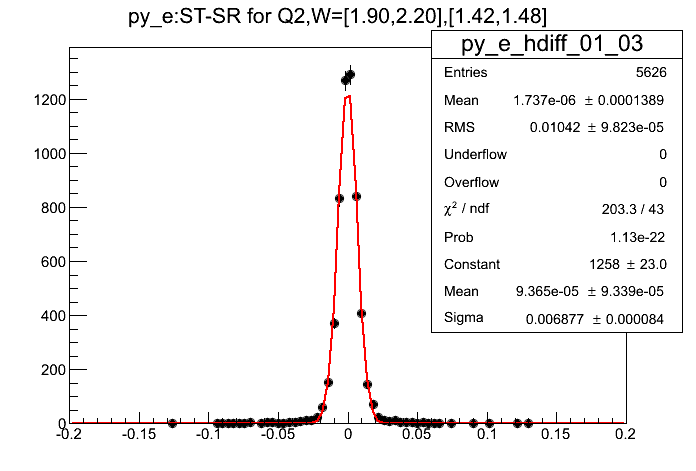 py_e:ST-SR for Q2,W=[1.90,2.20],[1.42,1.48]
py_e_hdiff_01_03
Entries 5626
Mean 1.737e-06 ± 0.0001389
RMS 0.01042 ± 9.823e-05
Underflow 0
Overflow 0
χ² / ndf 203.3 / 43
Prob 1.13e-22
Constant 1258 ± 23.0
Mean 9.365e-05 ± 9.339e-05
Sigma 0.006877 ± 0.000084
1200
1000
800
600
400
200
0
-0.2 -0.15 -0.1 -0.05 0 0.05 0.1 0.15 0.2